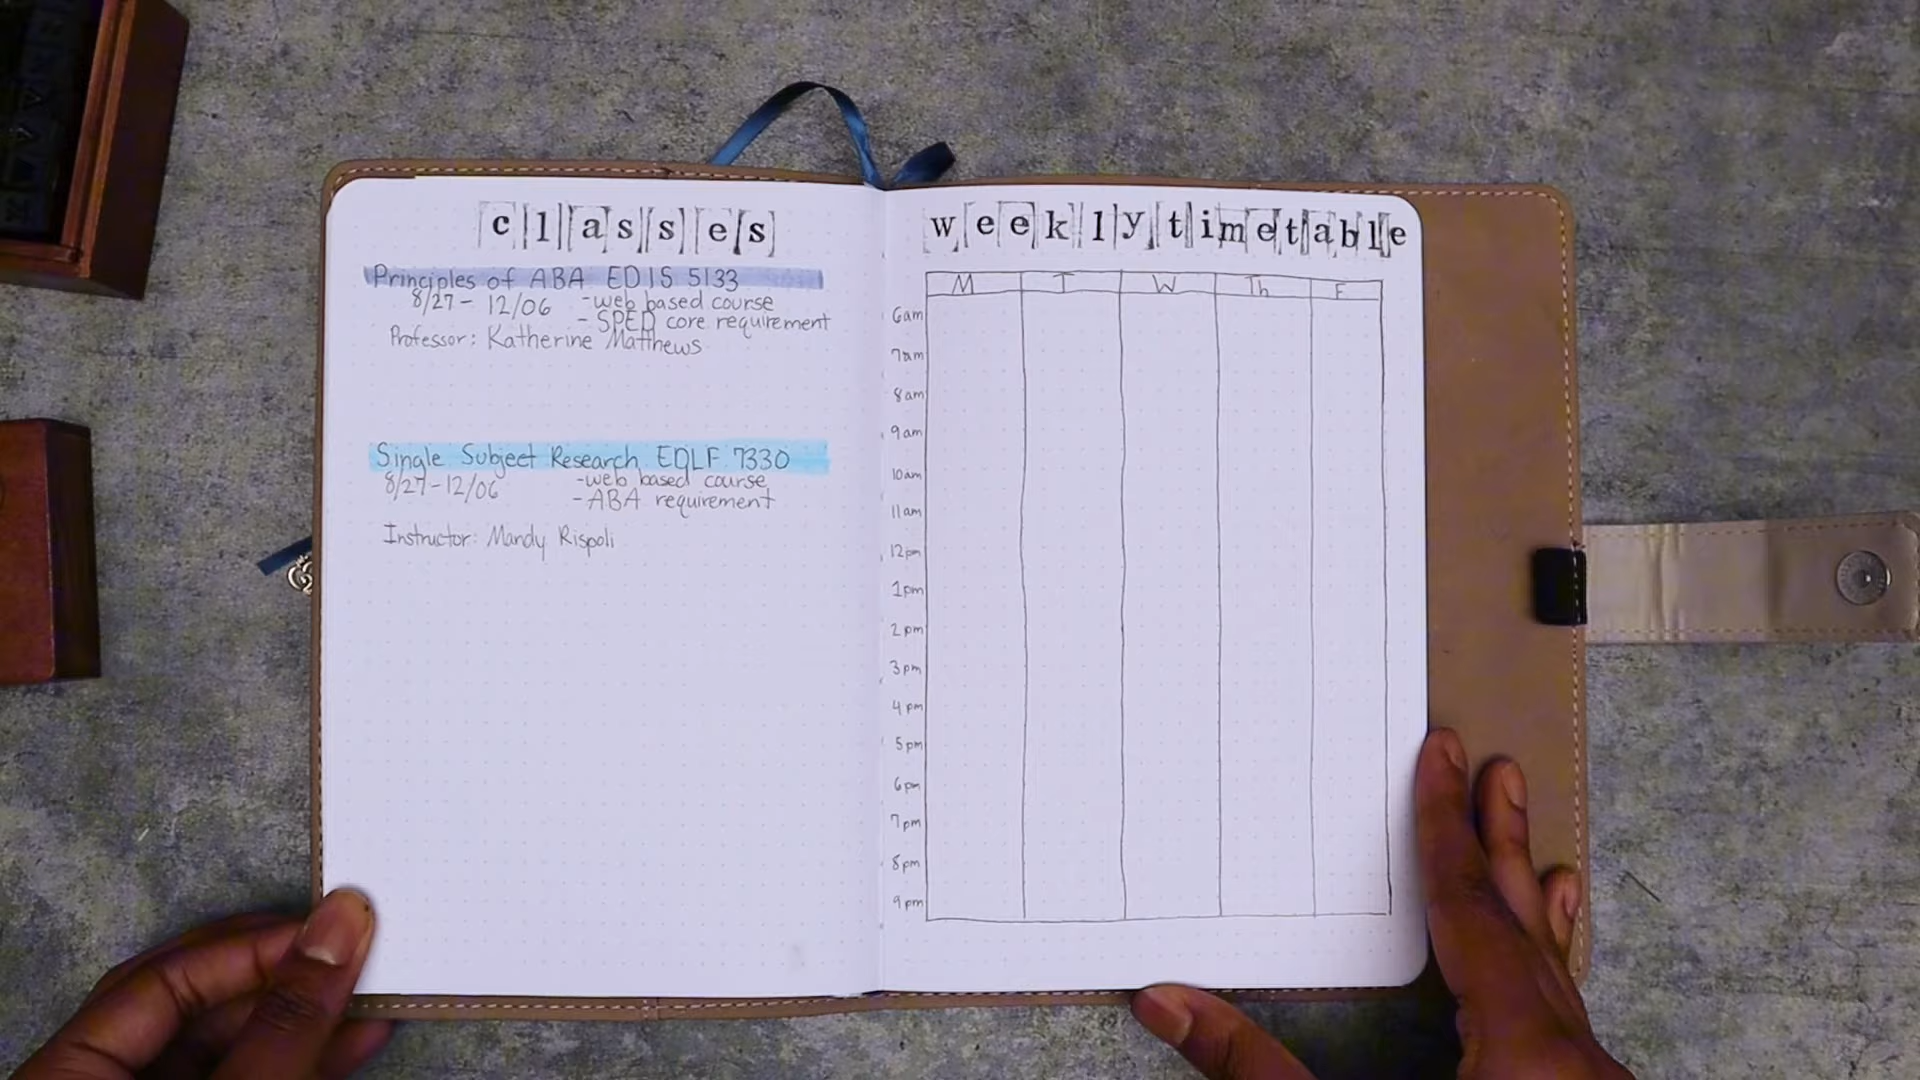 classes
Principles of ABA EDIS 5133
8/27 - 12/06 - web based course
- SPED core requirement
Professor: Katherine Matthews
Single Subject Research EDLF 7330
8/27 - 12/06 - web based course
- ABA requirement
Instructor: Mandy Rispoli
weekly timetable
M T W Th F
6am
7am
8am
9am
10am
11am
12pm
1pm
2pm
3pm
4pm
5pm
6pm
7pm
8pm
9pm